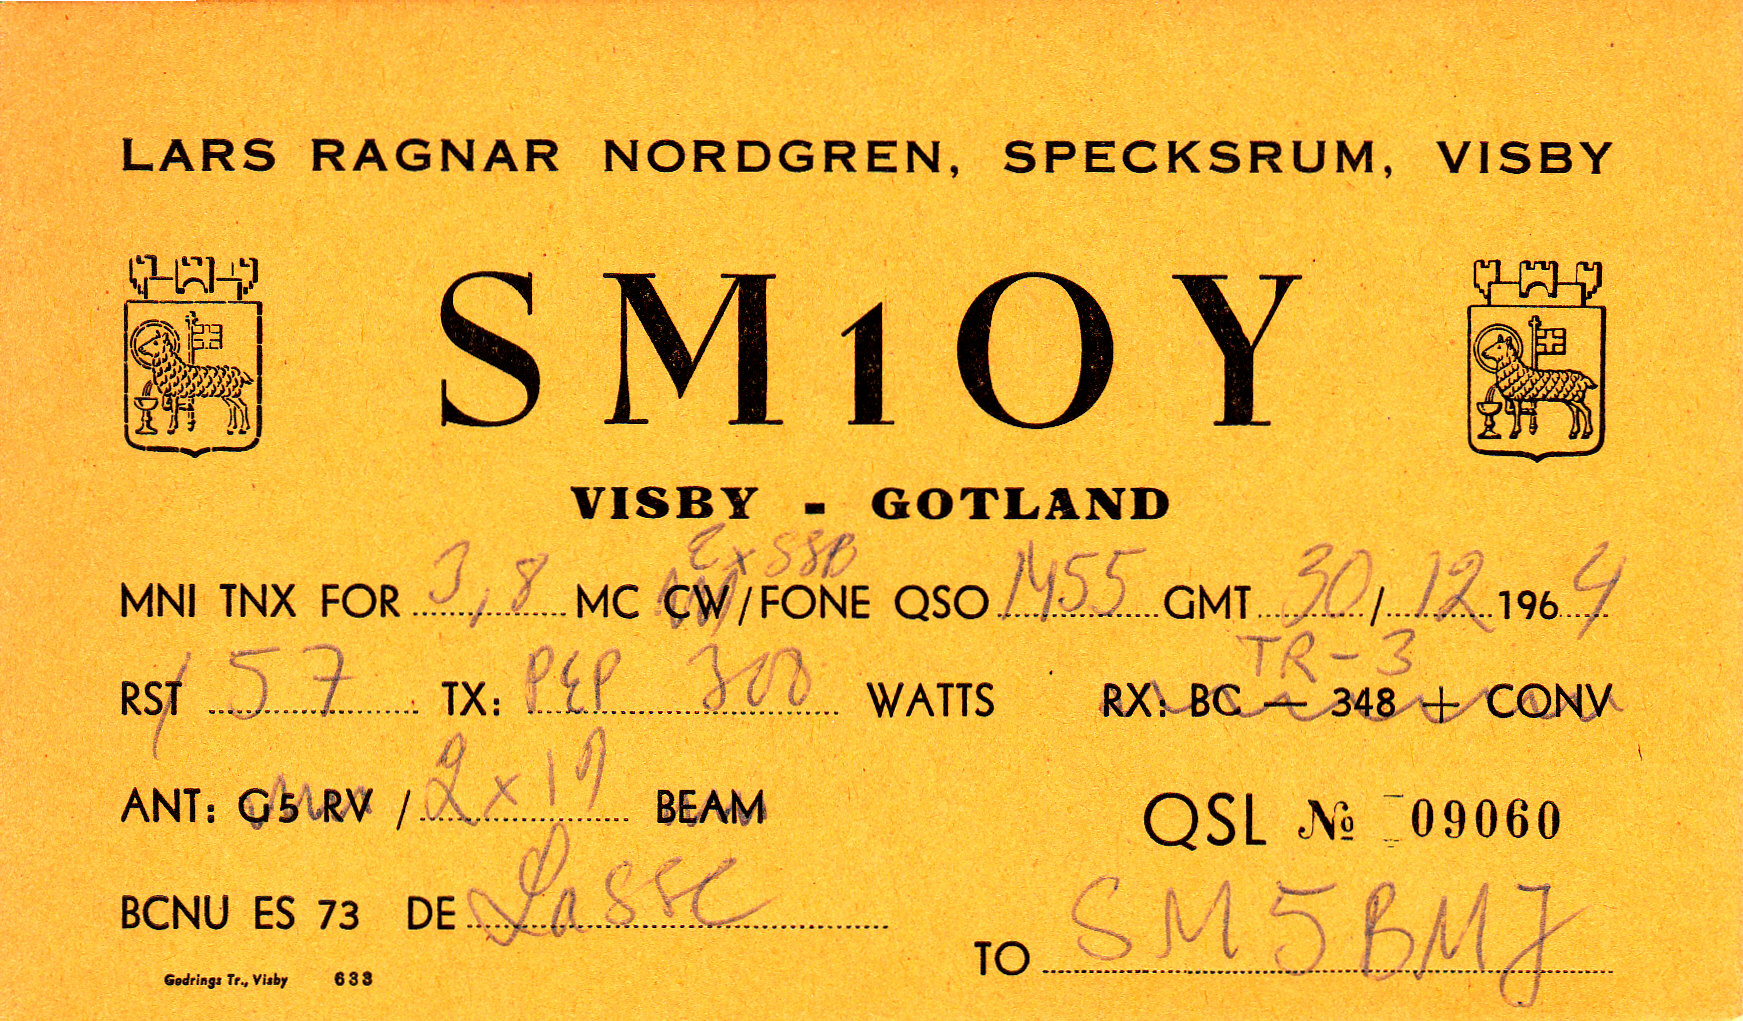 LARS RAGNAR NORDGREN, SPECKSRUM, VISBY
SM1OY
VISBY - GOTLAND
2xSSB
MNI TNX FOR 3,8 MC CW/FONE QSO 1455 GMT 30/12 1964
TR-3
RST 57 TX: PEP 300 WATTS RX: BC - 348 + CONV
ANT: G5RV / 2x19 BEAM QSL № 09060
BCNU ES 73 DE Lasse
TO SM5BMJ
Godrings Tr., Visby 633